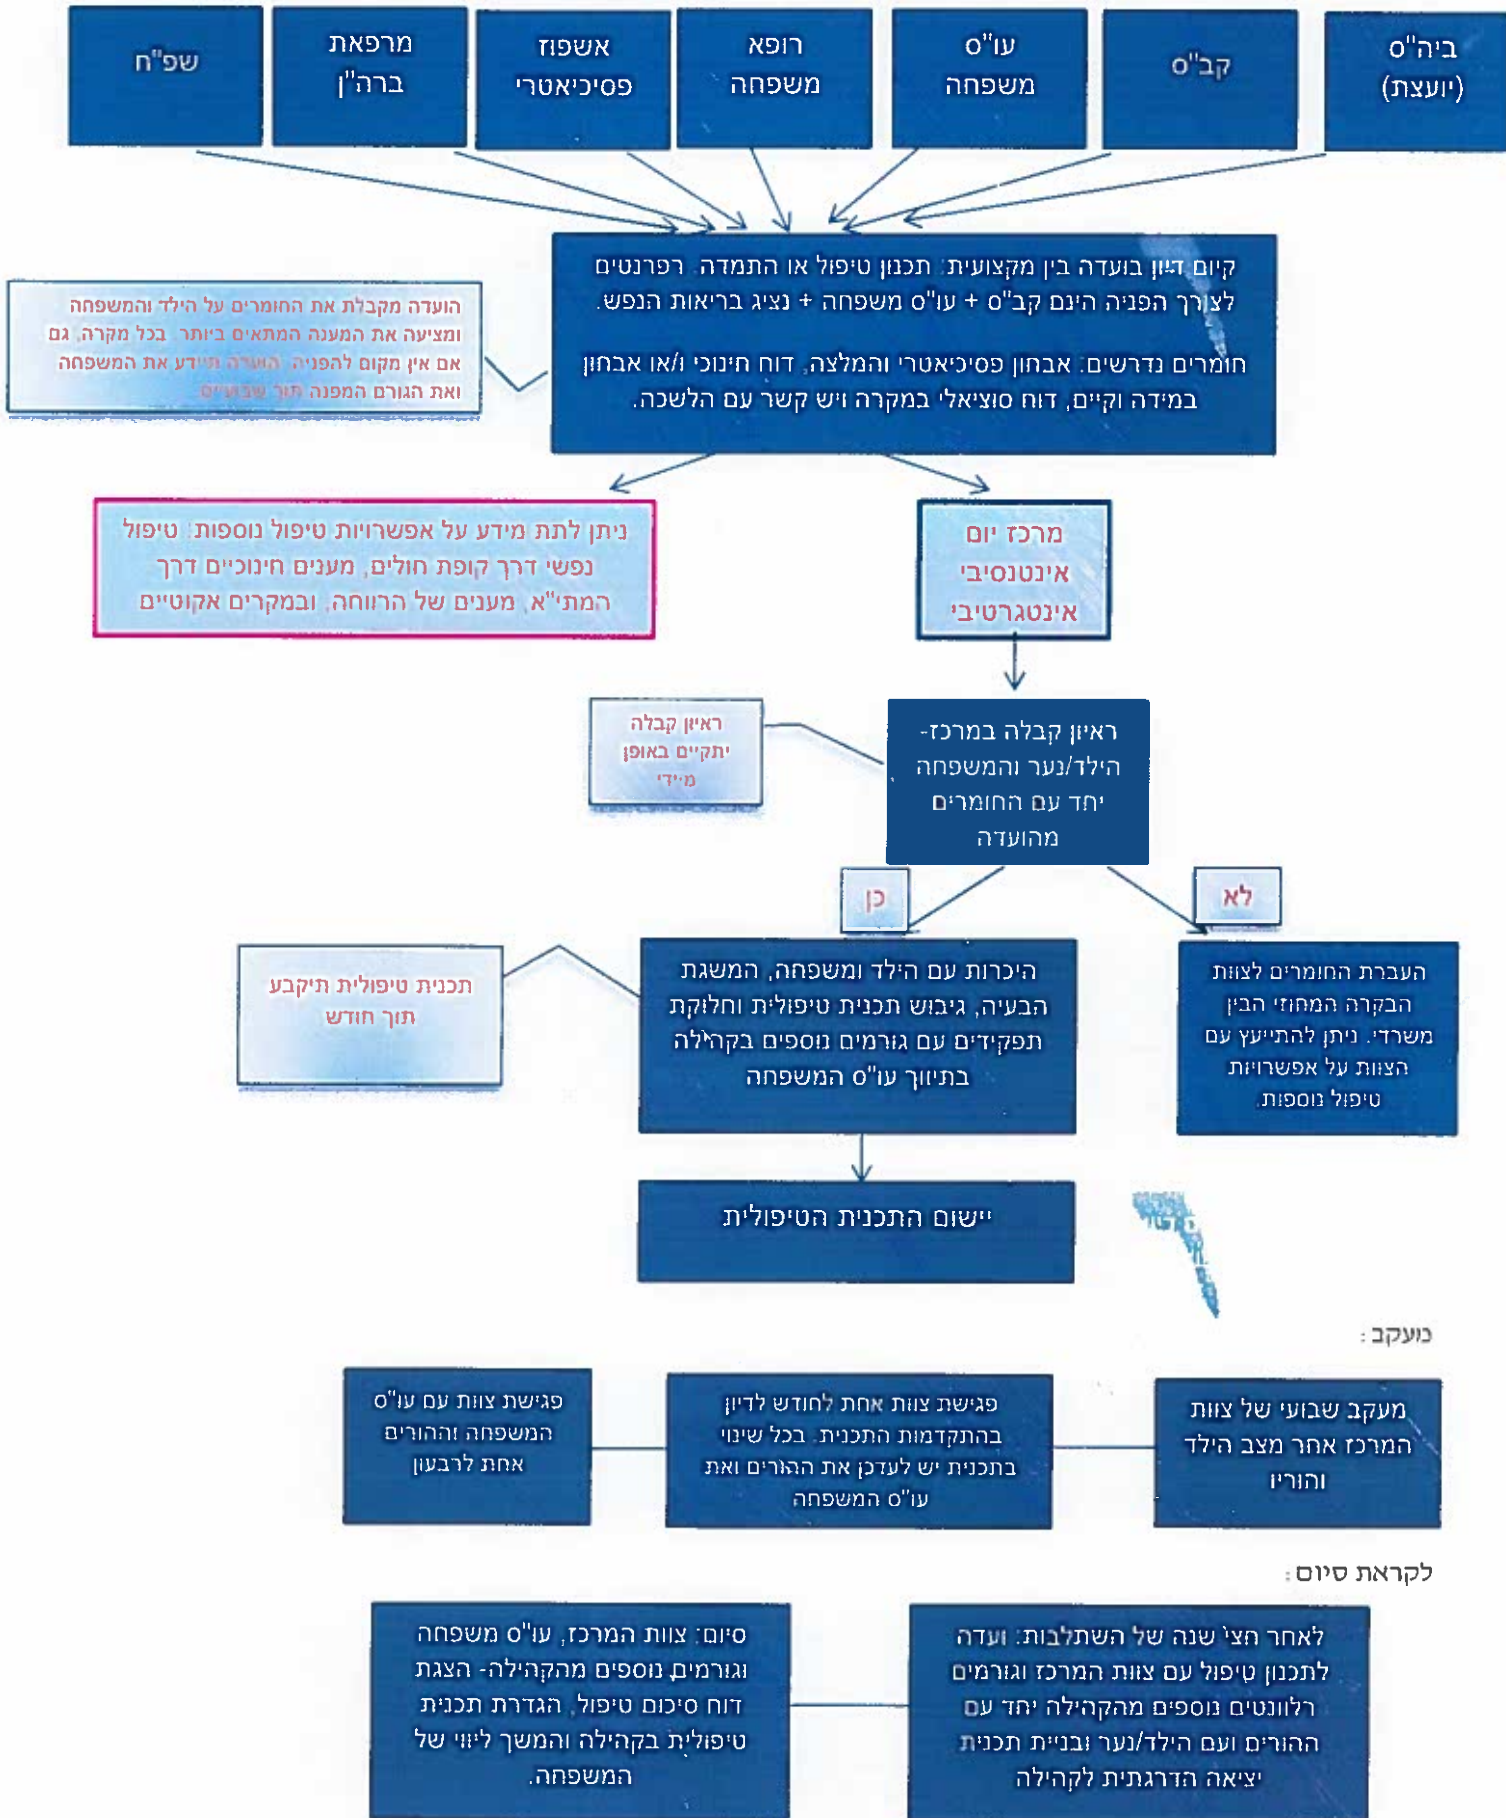 ביה"ס
(יועצת)
קב"ס
עו"ס
משפחה
רופא
משפחה
אשפוז
פסיכיאטרי
מרפאת
ברה"ן
שפ"ח
קיום דיון בועדה בין מקצועית: תכנון טיפול או התמדה. רפרנטים
לצורך הפניה הינם קב"ס + עו"ס משפחה + נציג בריאות הנפש.
חומרים נדרשים: אבחון פסיכיאטרי והמלצה, דוח חינוכי ו/או אבחון
במידה וקיים, דוח סוציאלי במקרה ויש קשר עם הלשכה.
הועדה מקבלת את החומרים על הילד והמשפחה
ומציעה את המענה המתאים ביותר. בכל מקרה, גם
אם אין מקום להפניה, הועדה תיידע את המשפחה
ואת הגורם המפנה תוך שבועיים
מרכז יום
אינטנסיבי
אינטגרטיבי
ניתן לתת מידע על אפשרויות טיפול נוספות: טיפול
נפשי דרך קופת חולים, מענים חינוכיים דרך
המתי"א, מענים של הרווחה, ובמקרים אקוטיים
ראיון קבלה במרכז-
הילד/נער והמשפחה
יחד עם החומרים
מהועדה
ראיון קבלה
יתקיים באופן
מיידי
לא
כן
העברת החומרים לצוות
הבקרה המחוזי הבין
משרדי. ניתן להתייעץ עם
הצוות על אפשרויות
טיפול נוספות.
היכרות עם הילד ומשפחה, המשגת
הבעיה, גיבוש תכנית טיפולית וחלוקת
תפקידים עם גורמים נוספים בקהילה
בתיווך עו"ס המשפחה
תכנית טיפולית תיקבע
תוך חודש
יישום התכנית הטיפולית
מעקב:
מעקב שבועי של צוות
המרכז אחר מצב הילד
והוריו
פגישת צוות אחת לחודש לדיון
בהתקדמות התכנית. בכל שינוי
בתכנית יש לעדכן את ההורים ואת
עו"ס המשפחה
פגישת צוות עם עו"ס
המשפחה וההורים
אחת לרבעון
לקראת סיום:
לאחר חצי שנה של השתלבות: ועדה
לתכנון טיפול עם צוות המרכז וגורמים
רלוונטים נוספים מהקהילה יחד עם
ההורים ועם הילד/נער ובניית תכנית
יציאה הדרגתית לקהילה
סיום: צוות המרכז, עו"ס משפחה
וגורמים נוספים מהקהילה- הצגת
דוח סיכום טיפול, הגדרת תכנית
טיפולית בקהילה והמשך ליווי של
המשפחה.